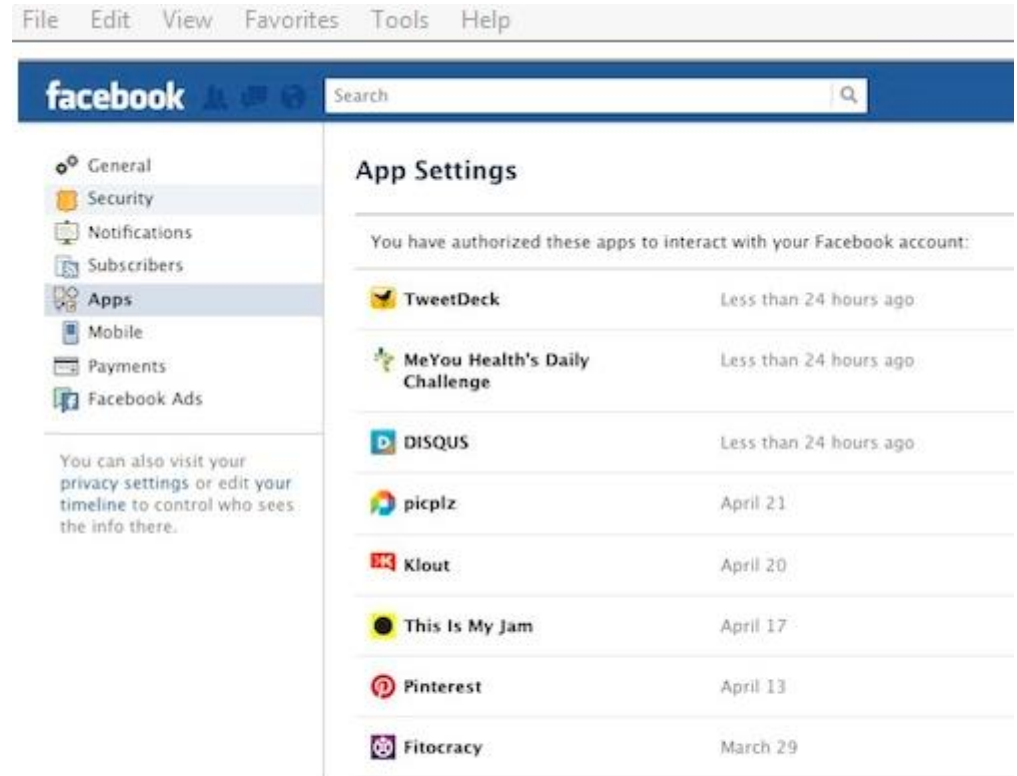 File Edit View Favorites Tools Help
facebook Search
General
Security
Notifications
Subscribers
Apps
Mobile
Payments
Facebook Ads
You can also visit your
privacy settings or edit your
timeline to control who sees
the info there.
App Settings
You have authorized these apps to interact with your Facebook account:
TweetDeck Less than 24 hours ago
MeYou Health's Daily Less than 24 hours ago
Challenge
DISQUS Less than 24 hours ago
picplz April 21
Klout April 20
This Is My Jam April 17
Pinterest April 13
Fitocracy March 29